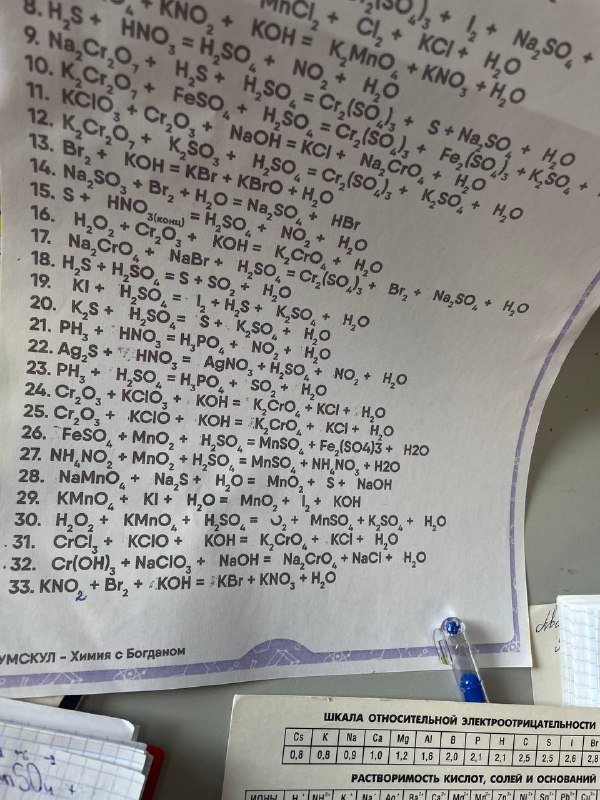 MnCl₂ + Cl₂ + KCl + H₂O
+ KNO₂ + KOH = K₂MnO₄ + KNO₃ + H₂O
8. H₂S + HNO₃ = H₂SO₄ + NO₂ + H₂O
9. Na₂Cr₂O₇ + H₂S + H₂SO₄ = Cr₂(SO₄)₃ + S + Na₂SO₄ + H₂O
10. K₂Cr₂O₇ + FeSO₄ + H₂SO₄ = Cr₂(SO₄)₃ + Fe₂(SO₄)₃ + K₂SO₄ +
11. KClO₃ + Cr₂O₃ + NaOH = KCl + Na₂CrO₄ + H₂O
12. K₂Cr₂O₇ + K₂SO₃ + H₂SO₄ = Cr₂(SO₄)₃ + K₂SO₄ + H₂O
13. Br₂ + KOH = KBr + KBrO + H₂O
14. Na₂SO₃ + Br₂ + H₂O = Na₂SO₄ + HBr
15. S + HNO₃(конц) = H₂SO₄ + NO₂ + H₂O
16. H₂O₂ + Cr₂O₃ + KOH = K₂CrO₄ + H₂O
17. Na₂CrO₄ + NaBr + H₂SO₄ = Cr₂(SO₄)₃ + Br₂ + Na₂SO₄ + H₂O
18. H₂S + H₂SO₄ = S + SO₂ + H₂O
19. KI + H₂SO₄ = I₂ + H₂S + K₂SO₄ + H₂O
20. K₂S + H₂SO₄ = S + K₂SO₄ + H₂O
21. PH₃ + HNO₃ = H₃PO₄ + NO₂ + H₂O
22. Ag₂S + HNO₃ = AgNO₃ + H₂SO₄ + NO₂ + H₂O
23. PH₃ + H₂SO₄ = H₃PO₄ + SO₂ + H₂O
24. Cr₂O₃ + KClO₃ + KOH = K₂CrO₄ + KCl + H₂O
25. Cr₂O₃ + KClO + KOH = K₂CrO₄ + KCl + H₂O
26. FeSO₄ + MnO₂ + H₂SO₄ = MnSO₄ + Fe₂(SO4)3 + H2O
27. NH₄NO₂ + MnO₂ + H₂SO₄ = MnSO₄ + NH₄NO₃ + H2O
28. NaMnO₄ + Na₂S + H₂O = MnO₂ + S + NaOH
29. KMnO₄ + KI + H₂O = MnO₂ + I₂ + KOH
30. H₂O₂ + KMnO₄ + H₂SO₄ = O₂ + MnSO₄ + K₂SO₄ + H₂O
31. CrCl₃ + KClO + KOH = K₂CrO₄ + KCl + H₂O
32. Cr(OH)₃ + NaClO₃ + NaOH = Na₂CrO₄ + NaCl + H₂O
33. KNO₂ + Br₂ + KOH = KBr + KNO₃ + H₂O
УМСКУЛ – Химия с Богданом
ШКАЛА ОТНОСИТЕЛЬНОЙ ЭЛЕКТРООТРИЦАТЕЛЬНОСТИ
Cs K Na Ca Mg Al B P H C S I Br
0,8 0,8 0,9 1,0 1,2 1,6 2,0 2,1 2,1 2,5 2,5 2,6 2,8
РАСТВОРИМОСТЬ КИСЛОТ, СОЛЕЙ И ОСНОВАНИЙ